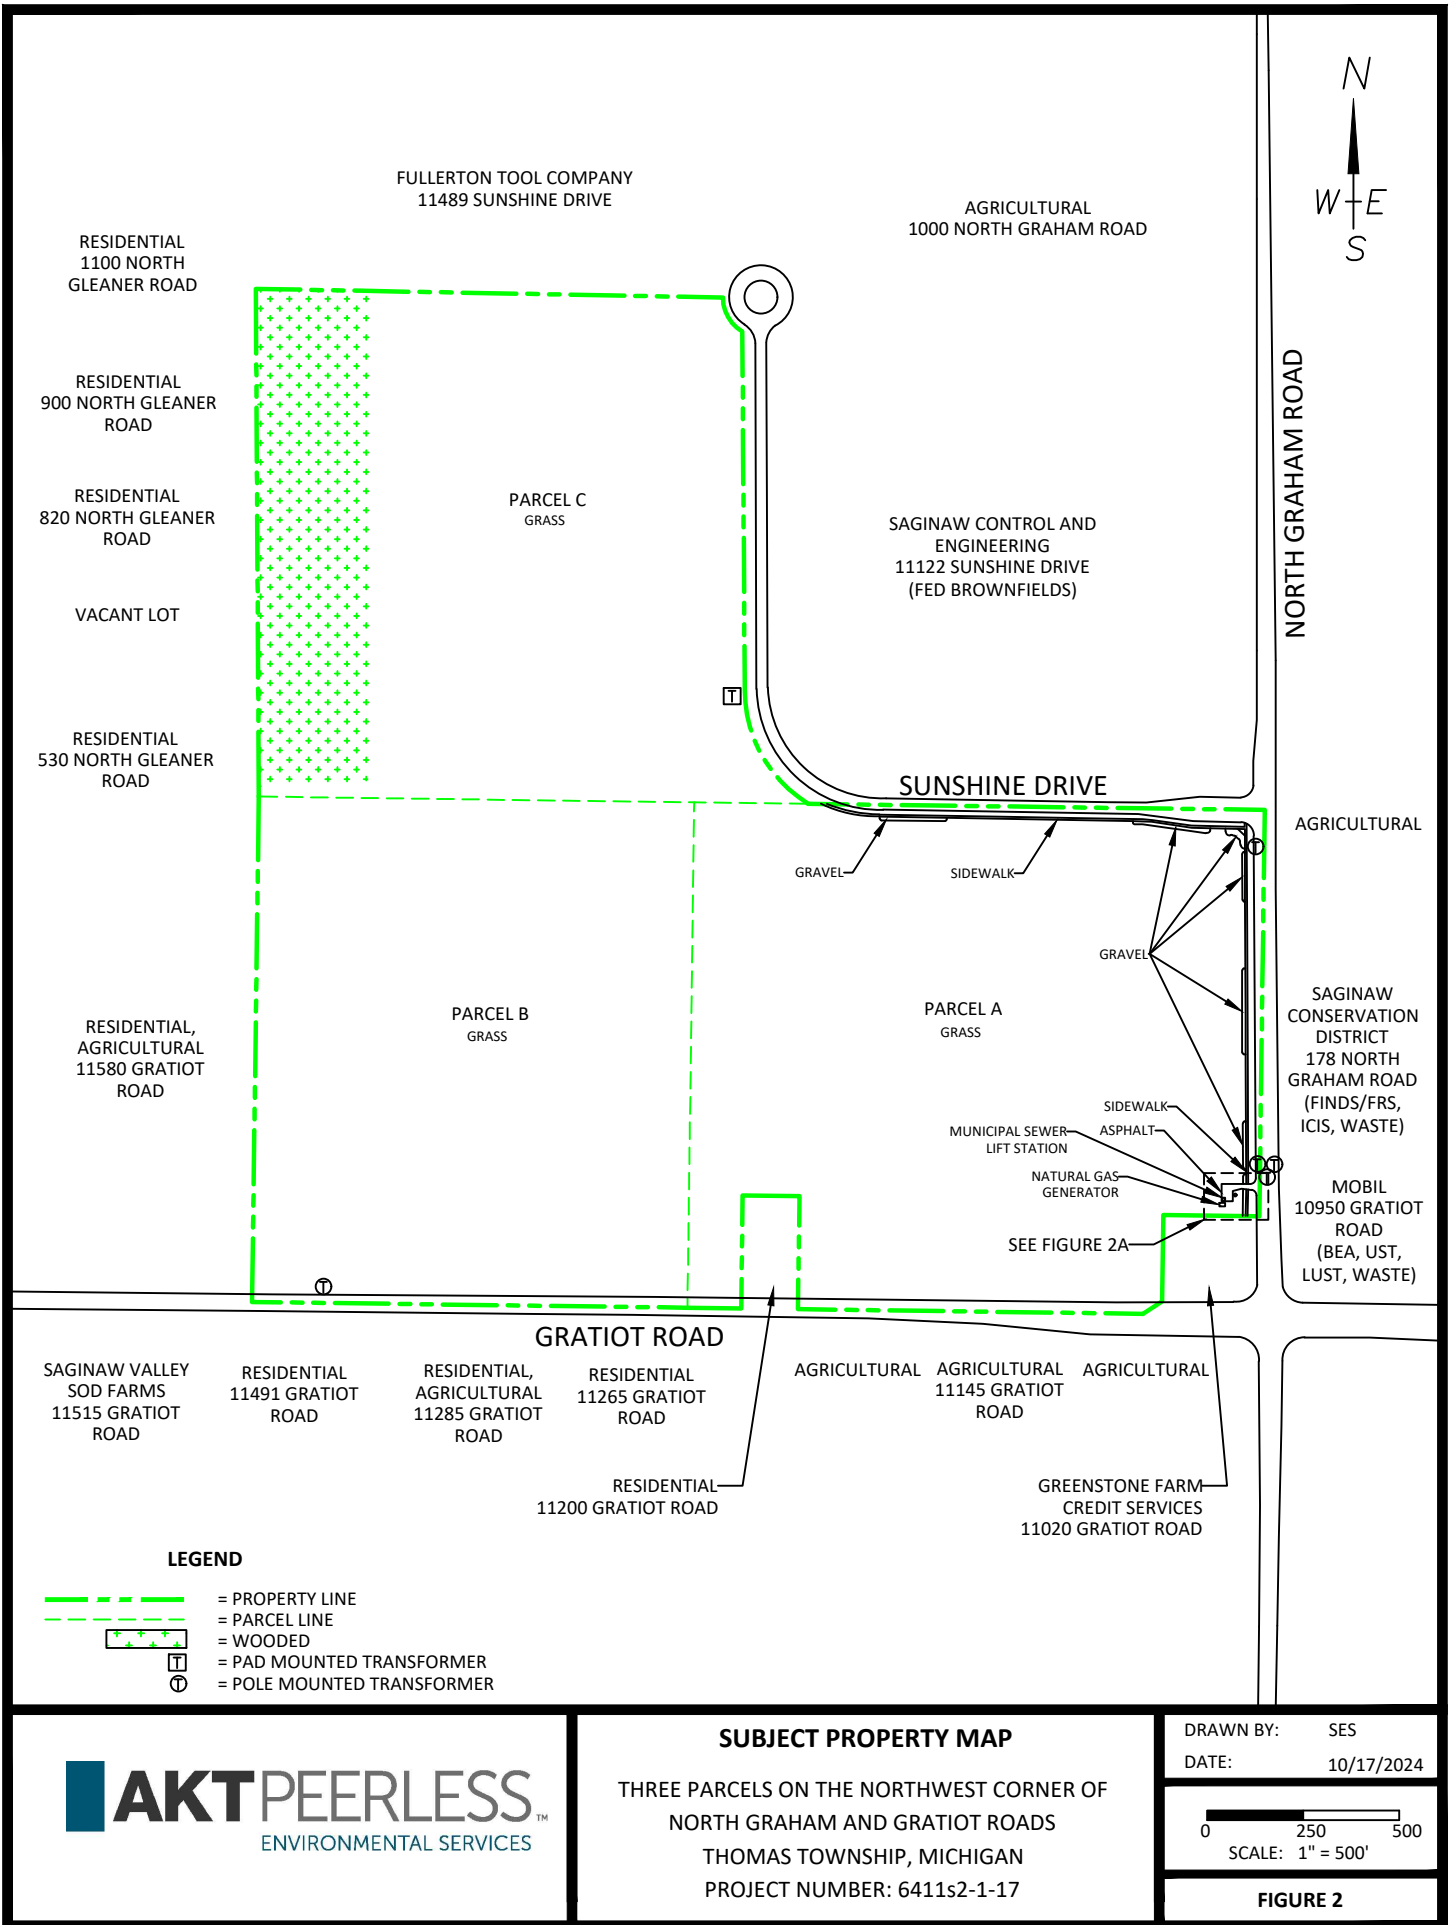 N
W E
S
FULLERTON TOOL COMPANY
11489 SUNSHINE DRIVE
AGRICULTURAL
1000 NORTH GRAHAM ROAD
RESIDENTIAL
1100 NORTH
GLEANER ROAD
RESIDENTIAL
900 NORTH GLEANER
ROAD
RESIDENTIAL
820 NORTH GLEANER
ROAD
VACANT LOT
RESIDENTIAL
530 NORTH GLEANER
ROAD
PARCEL C
GRASS
SAGINAW CONTROL AND
ENGINEERING
11122 SUNSHINE DRIVE
(FED BROWNFIELDS)
NORTH GRAHAM ROAD
T
SUNSHINE DRIVE
AGRICULTURAL
T
GRAVEL
SIDEWALK
GRAVEL
PARCEL B
GRASS
PARCEL A
GRASS
RESIDENTIAL,
AGRICULTURAL
11580 GRATIOT
ROAD
SAGINAW
CONSERVATION
DISTRICT
178 NORTH
GRAHAM ROAD
(FINDS/FRS,
ICIS, WASTE)
SIDEWALK
ASPHALT
MUNICIPAL SEWER
LIFT STATION
NATURAL GAS
GENERATOR
T
T
T
SEE FIGURE 2A
MOBIL
10950 GRATIOT
ROAD
(BEA, UST,
LUST, WASTE)
T
GRATIOT ROAD
SAGINAW VALLEY
SOD FARMS
11515 GRATIOT
ROAD
RESIDENTIAL
11491 GRATIOT
ROAD
RESIDENTIAL,
AGRICULTURAL
11285 GRATIOT
ROAD
RESIDENTIAL
11265 GRATIOT
ROAD
AGRICULTURAL
AGRICULTURAL
11145 GRATIOT
ROAD
AGRICULTURAL
RESIDENTIAL
11200 GRATIOT ROAD
GREENSTONE FARM
CREDIT SERVICES
11020 GRATIOT ROAD
LEGEND
= PROPERTY LINE
= PARCEL LINE
= WOODED
T = PAD MOUNTED TRANSFORMER
T = POLE MOUNTED TRANSFORMER
AKTPEERLESS™
ENVIRONMENTAL SERVICES
SUBJECT PROPERTY MAP
THREE PARCELS ON THE NORTHWEST CORNER OF
NORTH GRAHAM AND GRATIOT ROADS
THOMAS TOWNSHIP, MICHIGAN
PROJECT NUMBER: 6411s2-1-17
DRAWN BY: SES
DATE: 10/17/2024
0 250 500
SCALE: 1" = 500'
FIGURE 2